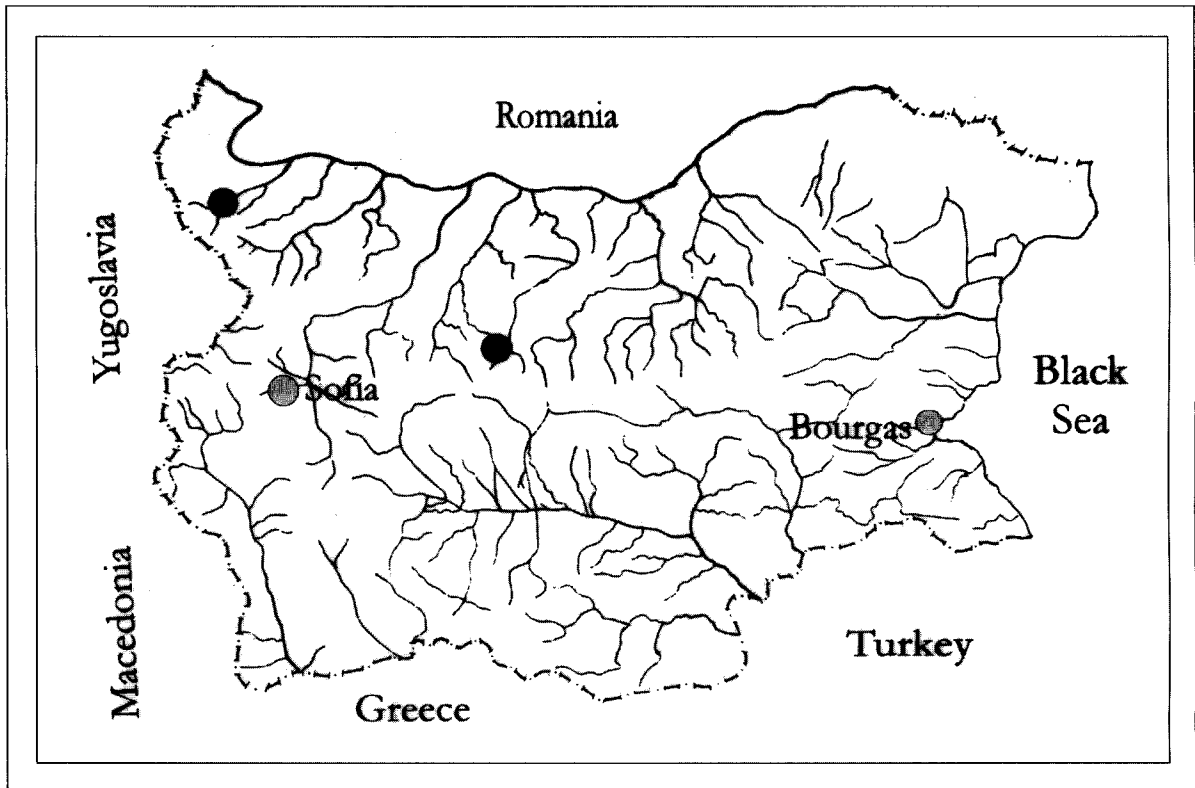 Romania
Yugoslavia
Sofia
Black
Sea
Bourgas
Macedonia
Turkey
Greece